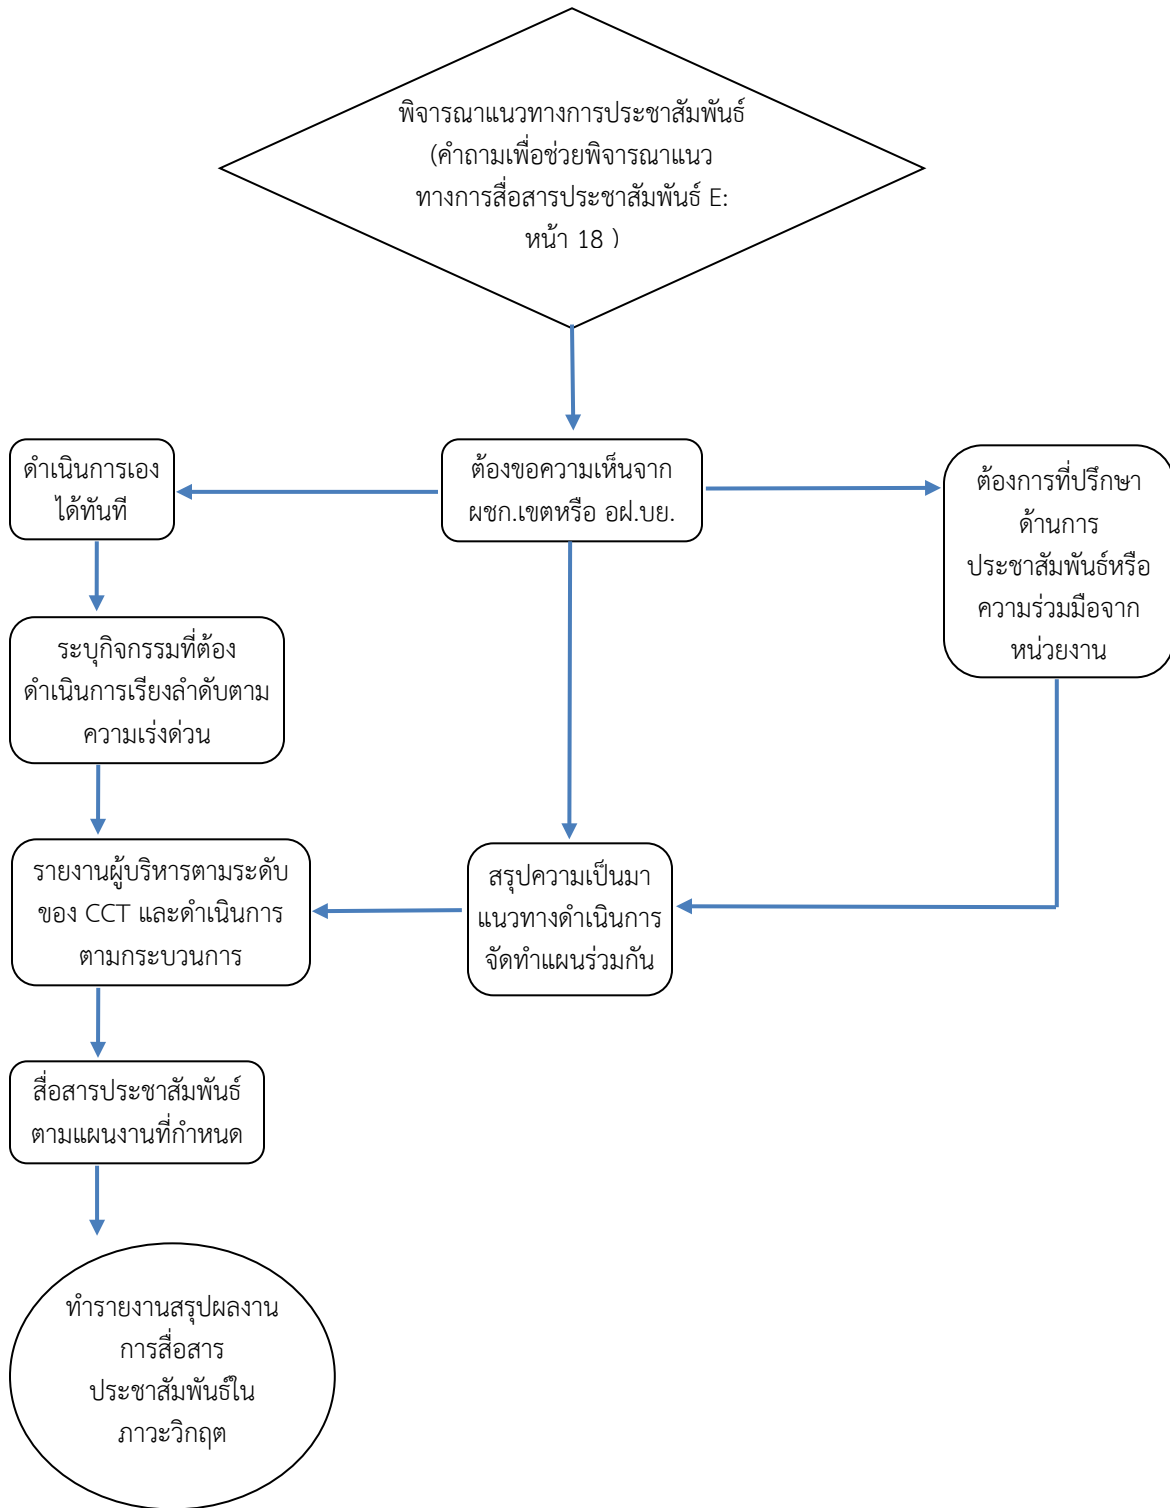 พิจารณาแนวทางการประชาสัมพันธ์
(คำถามเพื่อช่วยพิจารณาแนว
ทางการสื่อสารประชาสัมพันธ์ E:
หน้า 18 )
ดำเนินการเอง
ได้ทันที
ต้องขอความเห็นจาก
ผชก.เขตหรือ อฝ.บย.
ต้องการที่ปรึกษา
ด้านการ
ประชาสัมพันธ์หรือ
ความร่วมมือจาก
หน่วยงาน
ระบุกิจกรรมที่ต้อง
ดำเนินการเรียงลำดับตาม
ความเร่งด่วน
รายงานผู้บริหารตามระดับ
ของ CCT และดำเนินการ
ตามกระบวนการ
สรุปความเป็นมา
แนวทางดำเนินการ
จัดทำแผนร่วมกัน
สื่อสารประชาสัมพันธ์
ตามแผนงานที่กำหนด
ทำรายงานสรุปผลงาน
การสื่อสาร
ประชาสัมพันธ์ใน
ภาวะวิกฤต